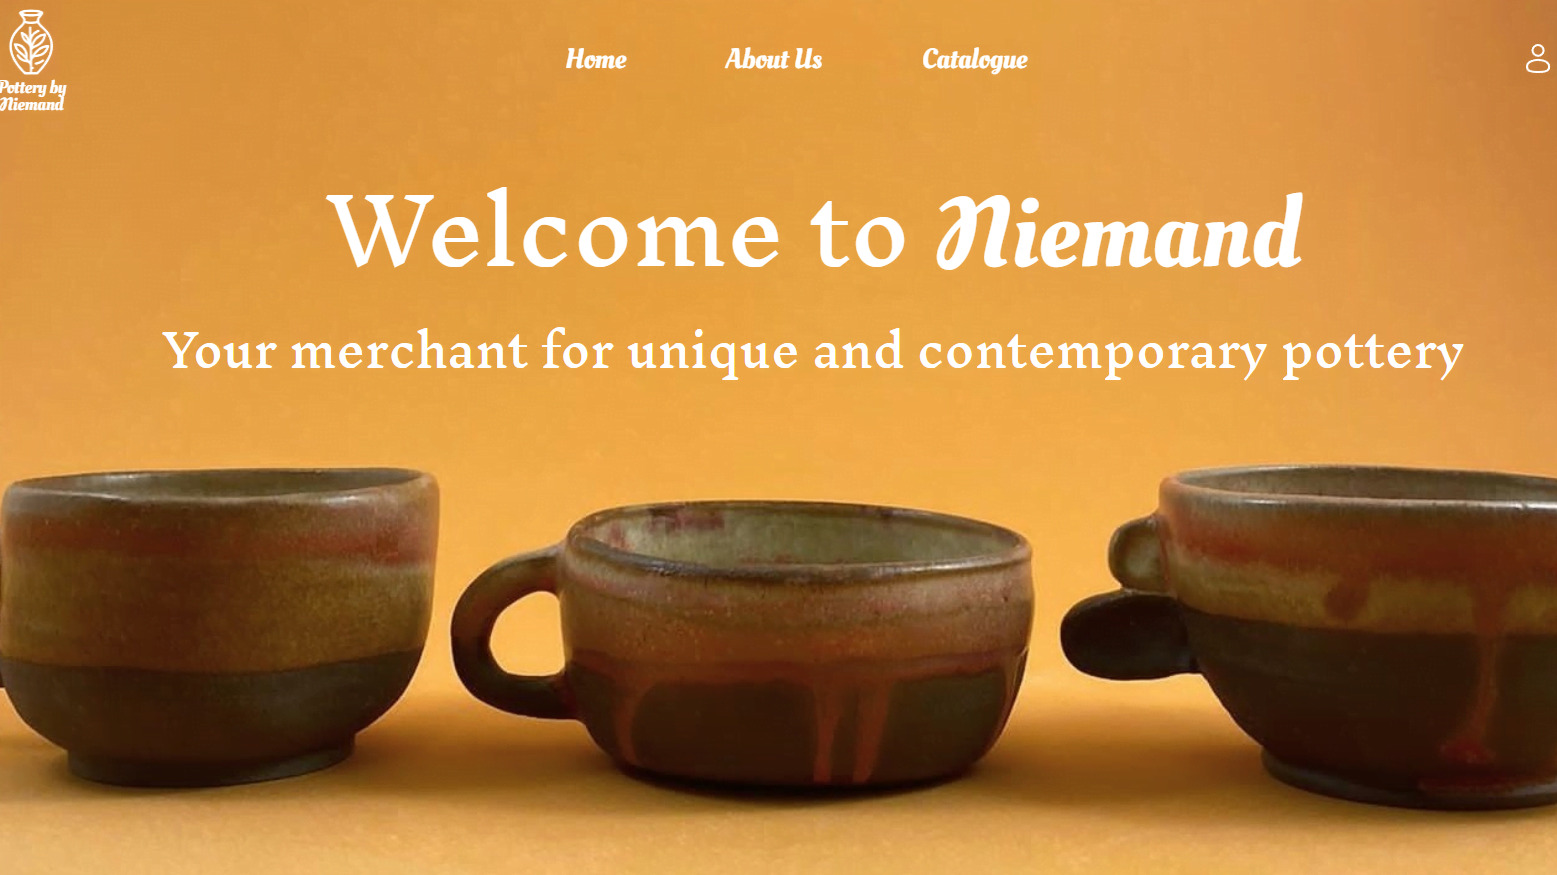 Pottery by
Niemand
Home About Us Catalogue
Welcome to Niemand
Your merchant for unique and contemporary pottery